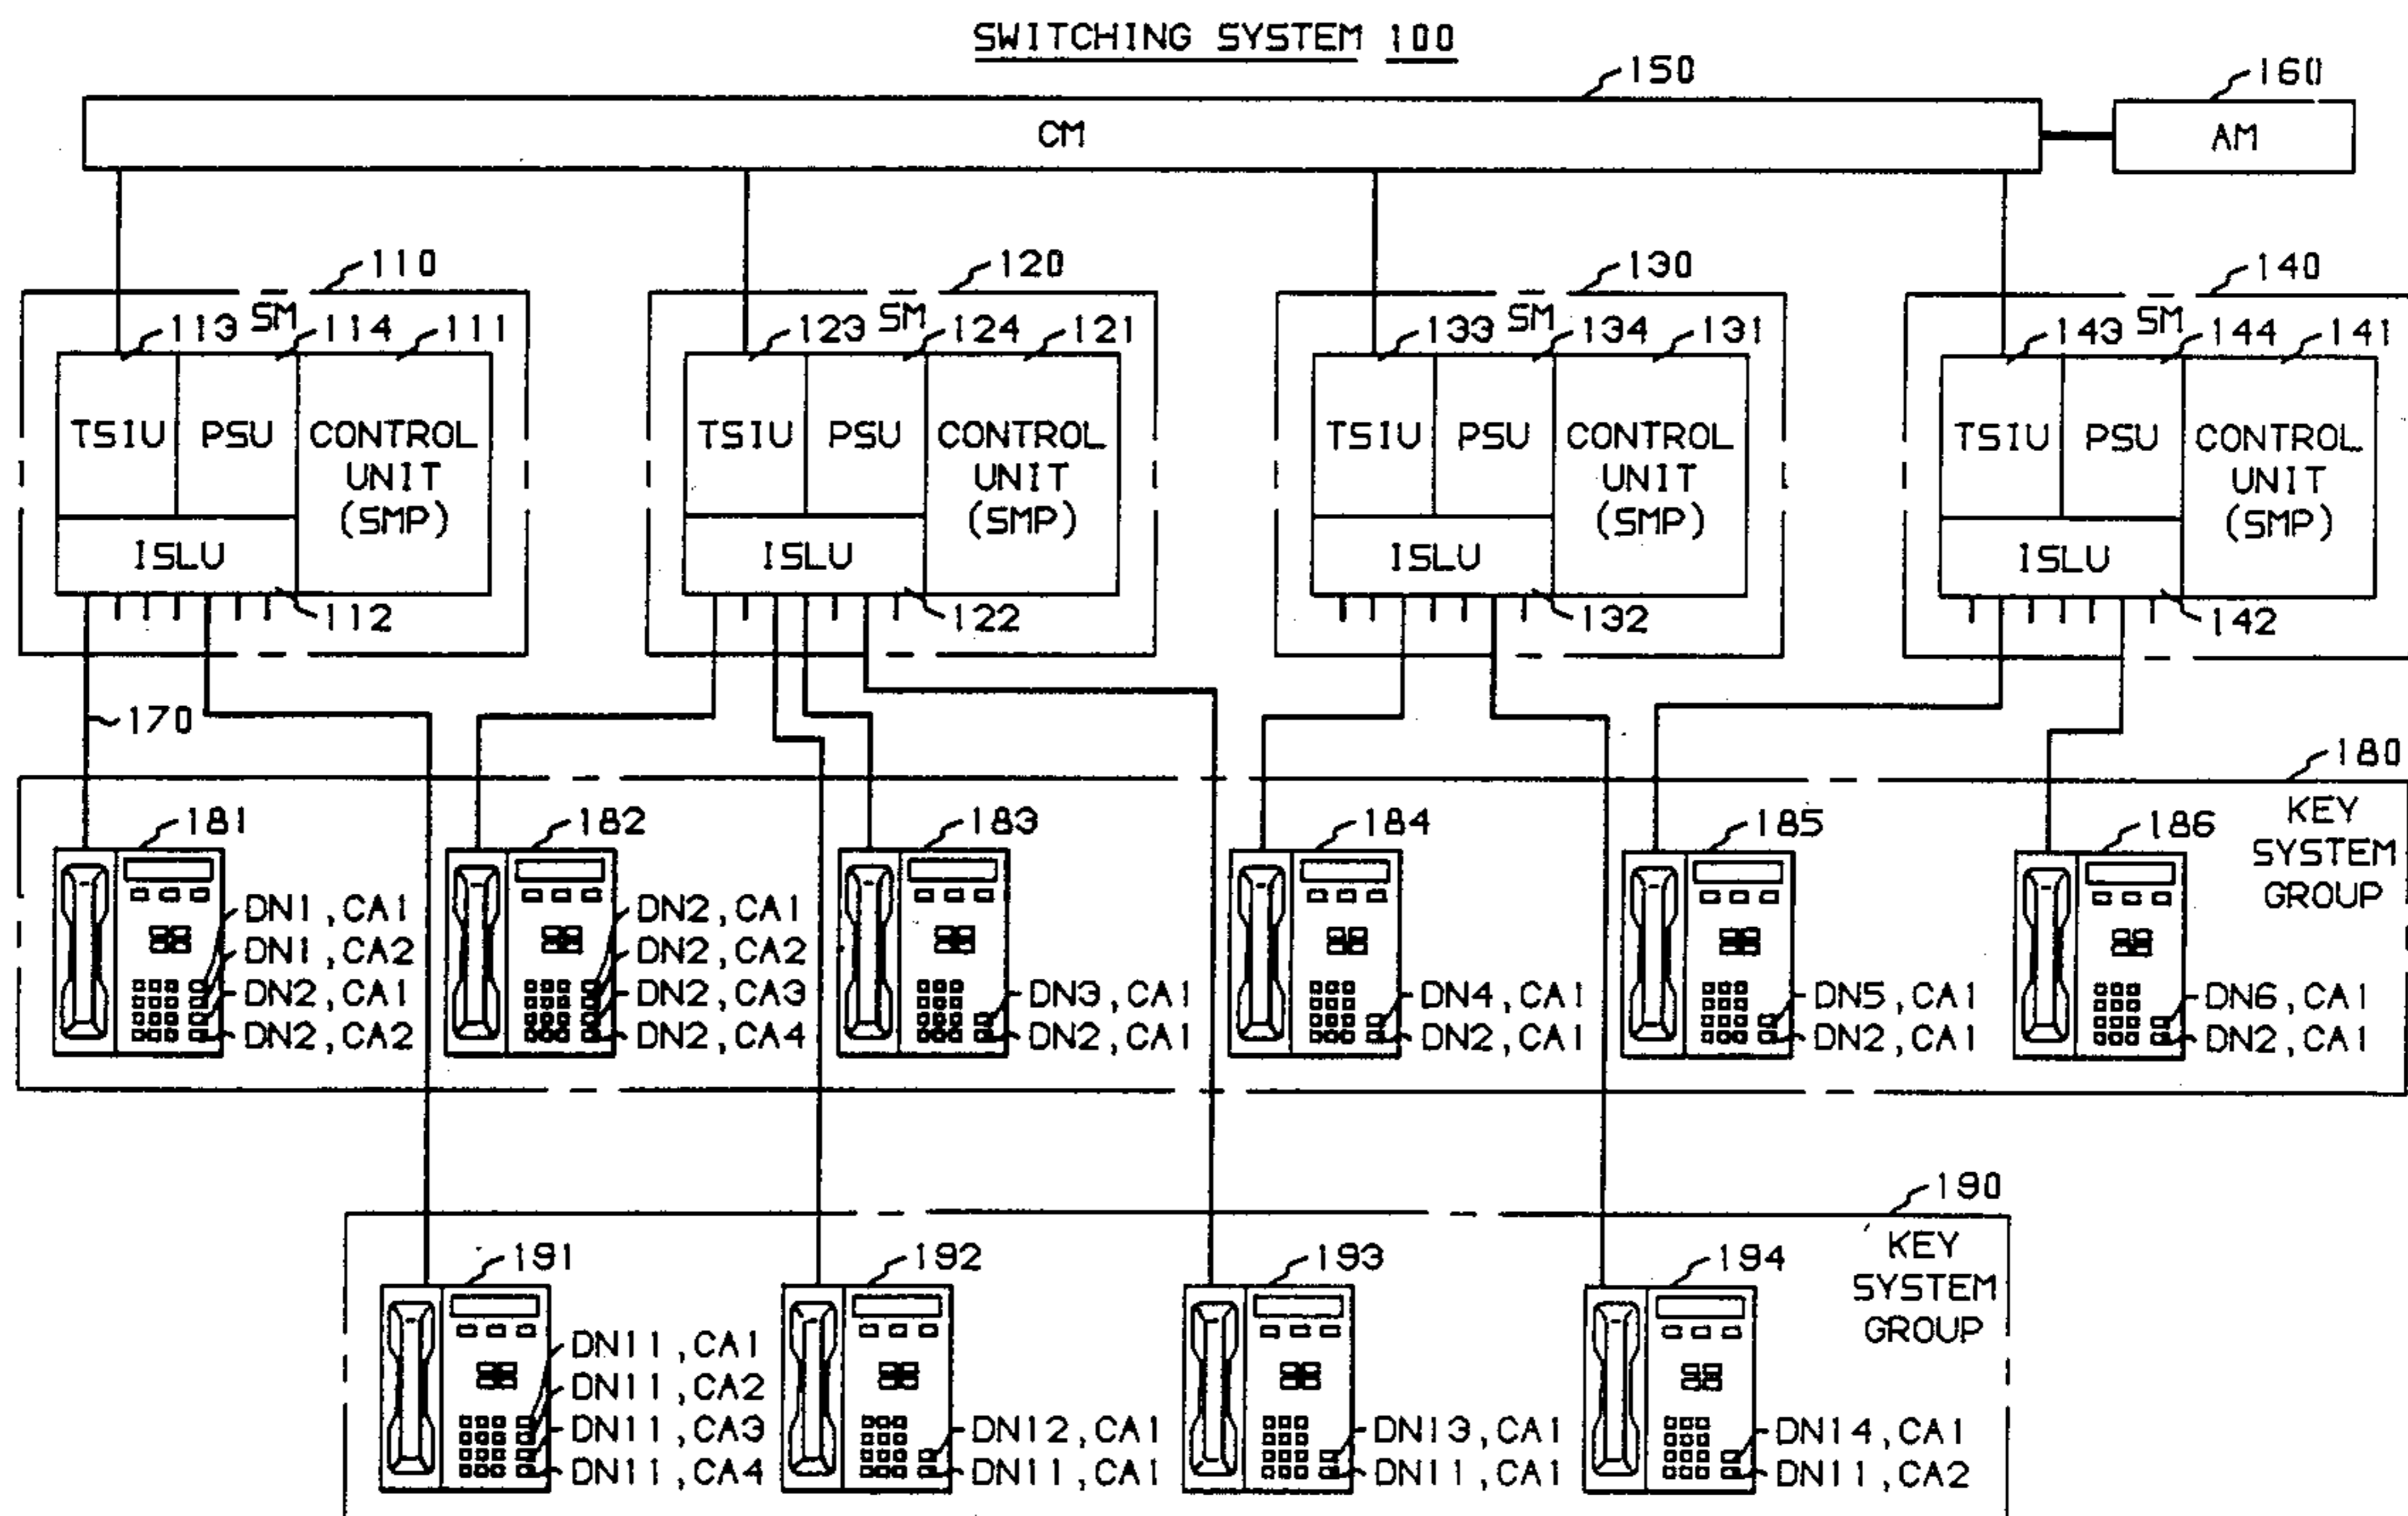 SWITCHING SYSTEM 100
150
160
CM
AM
110
120
130
140
SM
113
114
111
SM
123
124
121
SM
133
134
131
SM
143
144
141
TSIU
PSU
CONTROL
UNIT
(SMP)
ISLU
112
TSIU
PSU
CONTROL
UNIT
(SMP)
ISLU
122
TSIU
PSU
CONTROL
UNIT
(SMP)
ISLU
132
TSIU
PSU
CONTROL
UNIT
(SMP)
ISLU
142
170
180
KEY
SYSTEM
GROUP
181
DN1,CA1
DN1,CA2
DN2,CA1
DN2,CA2
182
DN2,CA1
DN2,CA2
DN2,CA3
DN2,CA4
183
DN3,CA1
DN2,CA1
184
DN4,CA1
DN2,CA1
185
DN5,CA1
DN2,CA1
186
DN6,CA1
DN2,CA1
190
KEY
SYSTEM
GROUP
191
DN11,CA1
DN11,CA2
DN11,CA3
DN11,CA4
192
DN12,CA1
DN11,CA1
193
DN13,CA1
DN11,CA1
194
DN14,CA1
DN11,CA2